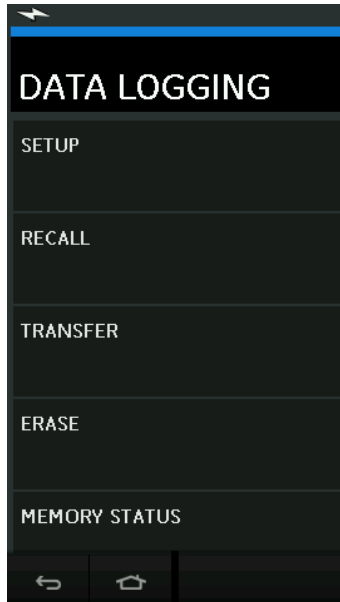 DATA LOGGING
SETUP
RECALL
TRANSFER
ERASE
MEMORY STATUS